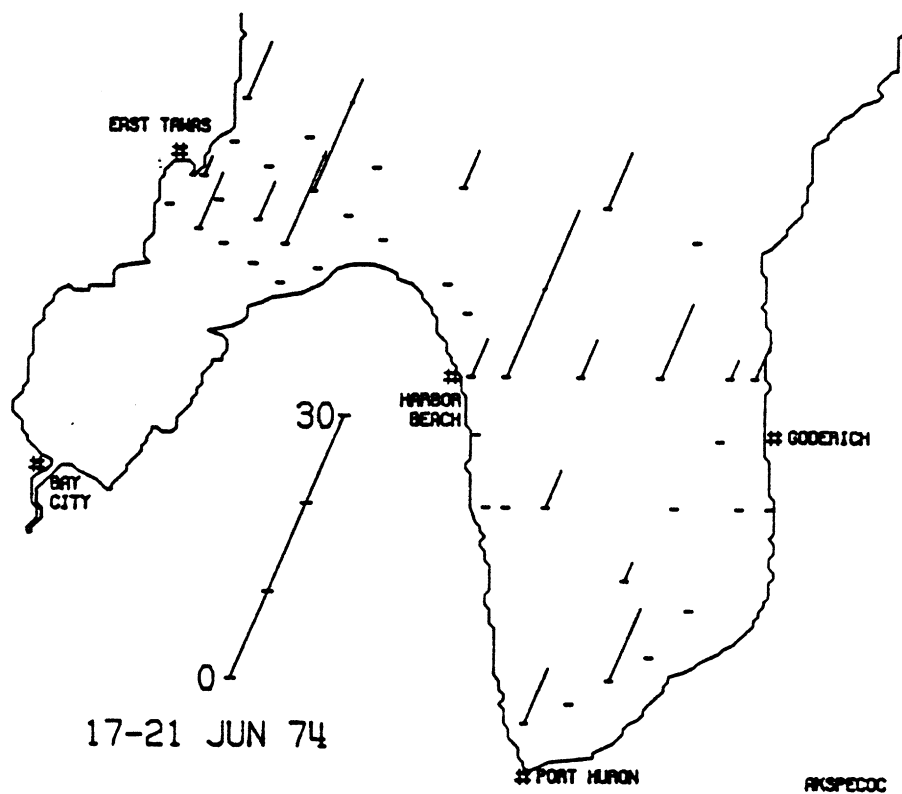 EAST TAWAS
#
30
# HARBOR
BEACH
# GODERICH
#
BAY
CITY
0
17-21 JUN 74
# PORT HURON
AKSPECOC